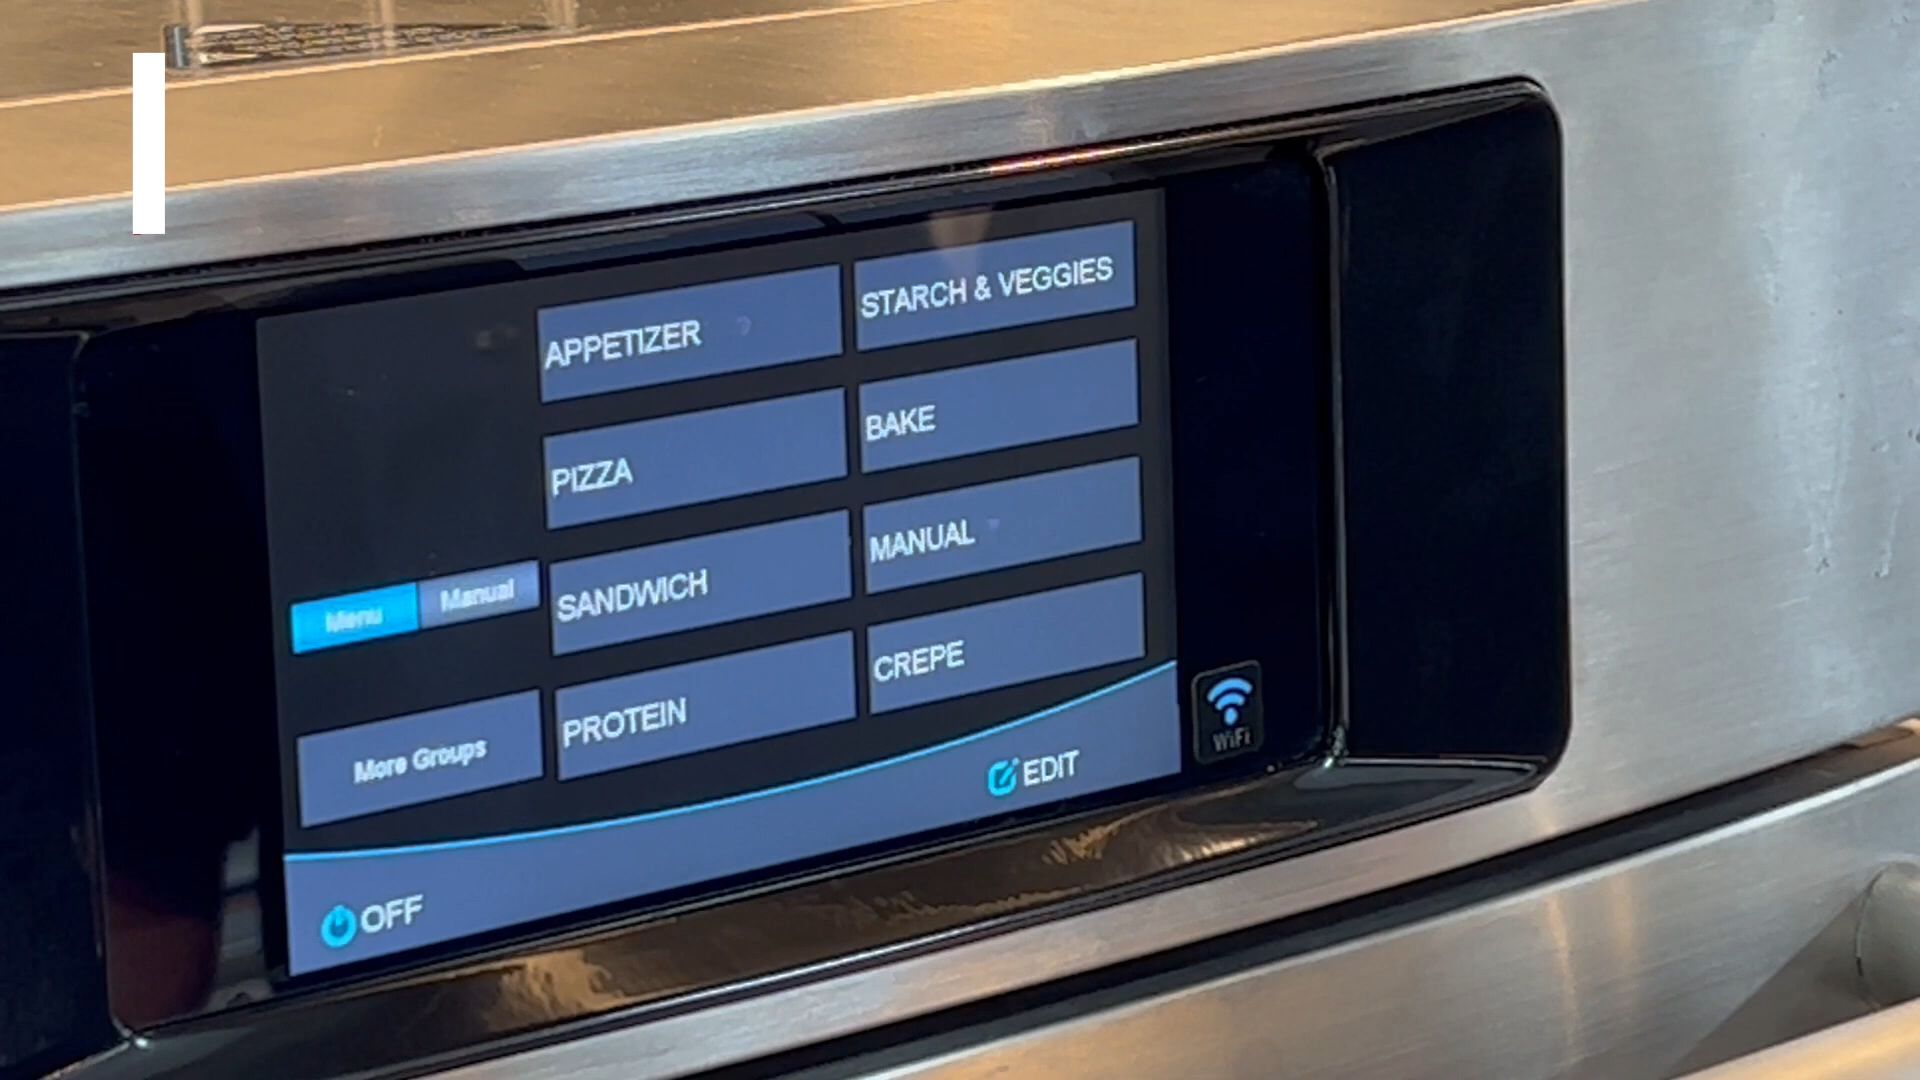 APPETIZER
STARCH & VEGGIES
PIZZA
BAKE
SANDWICH
MANUAL
PROTEIN
CREPE
Menu
Manual
More Groups
EDIT
OFF
WiFi